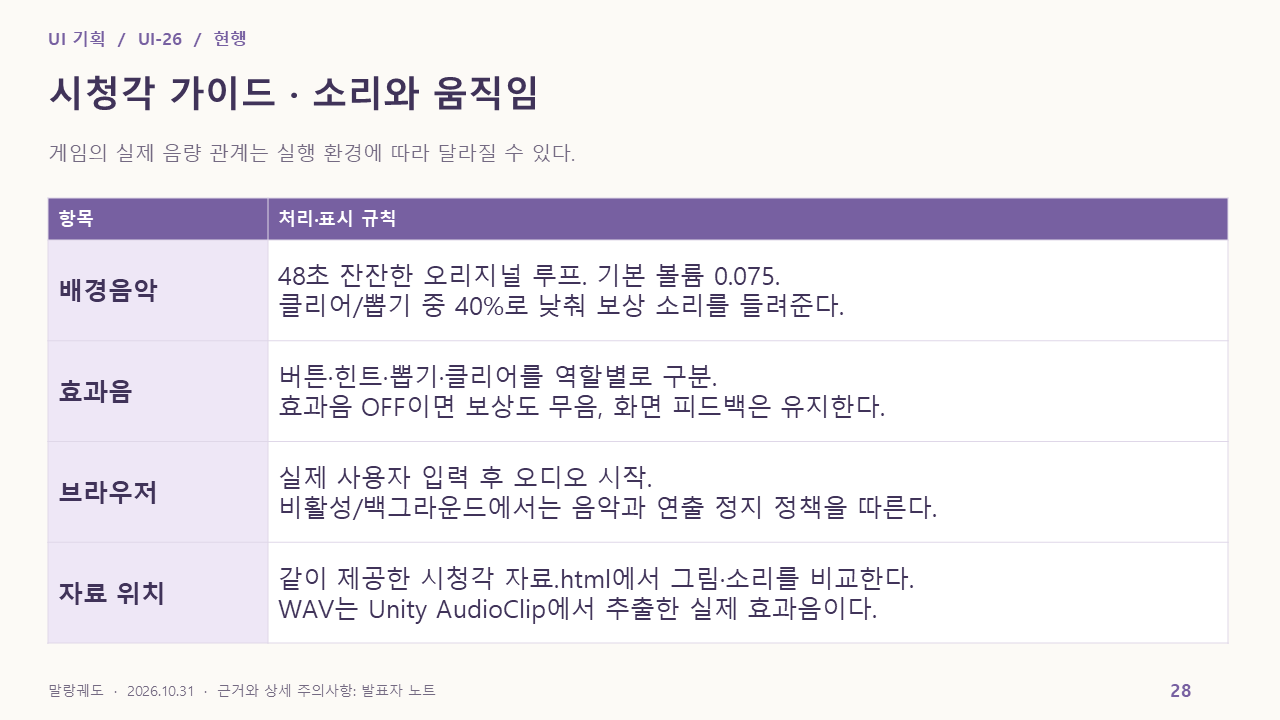 UI 기획 / UI-26 / 현행
시청각 가이드 · 소리와 움직임
게임의 실제 음량 관계는 실행 환경에 따라 달라질 수 있다.
항목 처리·표시 규칙
배경음악
48초 잔잔한 오리지널 루프. 기본 볼륨 0.075.
클리어/뽑기 중 40%로 낮춰 보상 소리를 들려준다.
효과음
버튼·힌트·뽑기·클리어를 역할별로 구분.
효과음 OFF이면 보상도 무음, 화면 피드백은 유지한다.
브라우저
실제 사용자 입력 후 오디오 시작.
비활성/백그라운드에서는 음악과 연출 정지 정책을 따른다.
자료 위치
같이 제공한 시청각 자료.html에서 그림·소리를 비교한다.
WAV는 Unity AudioClip에서 추출한 실제 효과음이다.
말랑궤도 · 2026.10.31 · 근거와 상세 주의사항: 발표자 노트
28